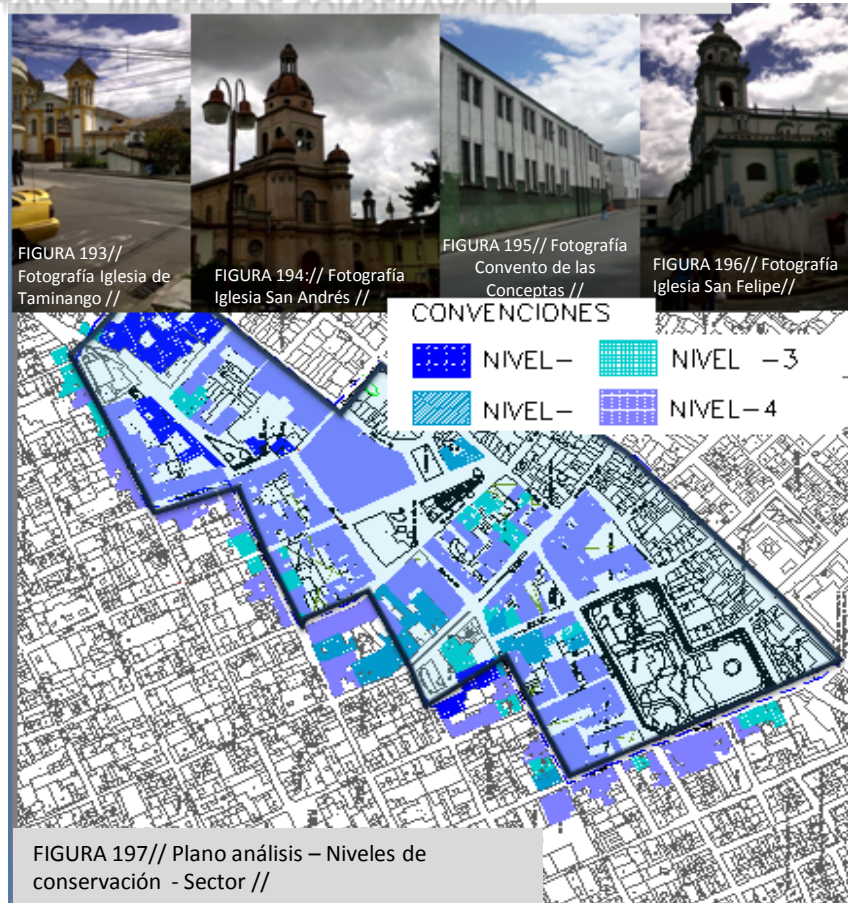 FIGURA 193//
Fotografía Iglesia de
Taminango //
FIGURA 194:// Fotografía
Iglesia San Andrés //
FIGURA 195// Fotografía
Convento de las
Conceptas //
FIGURA 196// Fotografía
Iglesia San Felipe//
CONVENCIONES
NIVEL–
NIVEL –3
NIVEL–
NIVEL–4
FIGURA 197// Plano análisis – Niveles de
conservación - Sector //